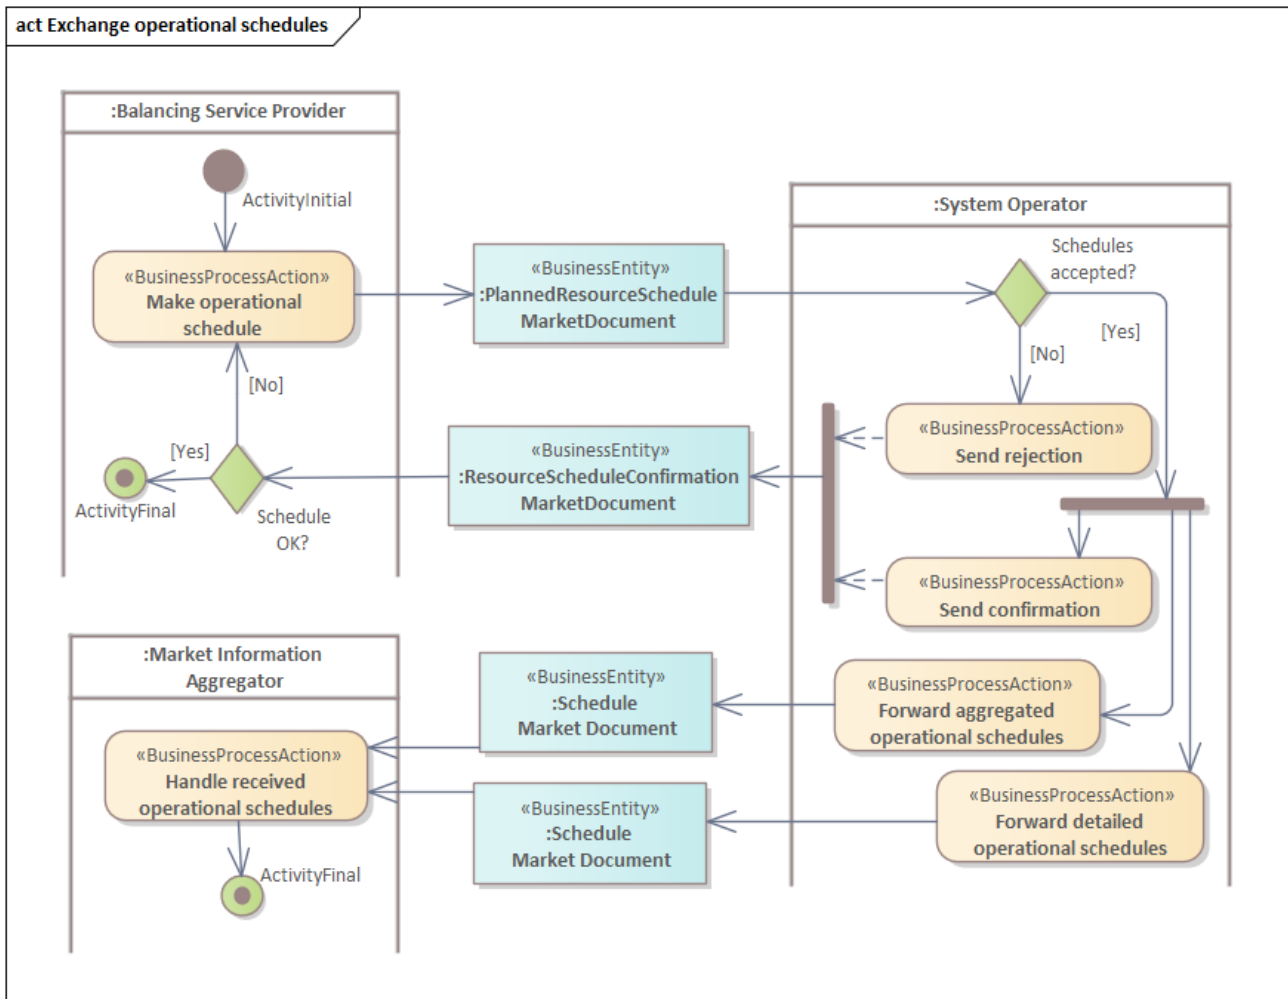 act Exchange operational schedules
:Balancing Service Provider
ActivityInitial
«BusinessProcessAction»
Make operational
schedule
[No]
[Yes]
ActivityFinal
Schedule
OK?
«BusinessEntity»
:PlannedResourceSchedule
MarketDocument
«BusinessEntity»
:ResourceScheduleConfirmation
MarketDocument
:System Operator
Schedules
accepted?
[Yes]
[No]
«BusinessProcessAction»
Send rejection
«BusinessProcessAction»
Send confirmation
«BusinessProcessAction»
Forward aggregated
operational schedules
«BusinessProcessAction»
Forward detailed
operational schedules
:Market Information
Aggregator
«BusinessEntity»
:Schedule
Market Document
«BusinessProcessAction»
Handle received
operational schedules
«BusinessEntity»
:Schedule
Market Document
ActivityFinal